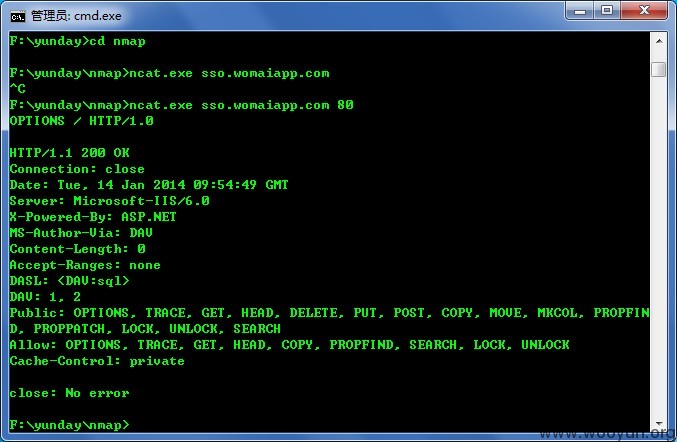 管理员: cmd.exe
F:\yunday>cd nmap
F:\yunday\nmap>ncat.exe sso.womaiapp.com
^C
F:\yunday\nmap>ncat.exe sso.womaiapp.com 80
OPTIONS / HTTP/1.0
HTTP/1.1 200 OK
Connection: close
Date: Tue, 14 Jan 2014 09:54:49 GMT
Server: Microsoft-IIS/6.0
X-Powered-By: ASP.NET
MS-Author-Via: DAV
Content-Length: 0
Accept-Ranges: none
DASL: <DAV:sql>
DAV: 1, 2
Public: OPTIONS, TRACE, GET, HEAD, DELETE, PUT, POST, COPY, MOVE, MKCOL, PROPFIN
D, PROPPATCH, LOCK, UNLOCK, SEARCH
Allow: OPTIONS, TRACE, GET, HEAD, COPY, PROPFIND, SEARCH, LOCK, UNLOCK
Cache-Control: private
close: No error
F:\yunday\nmap>
www.wooyun.org